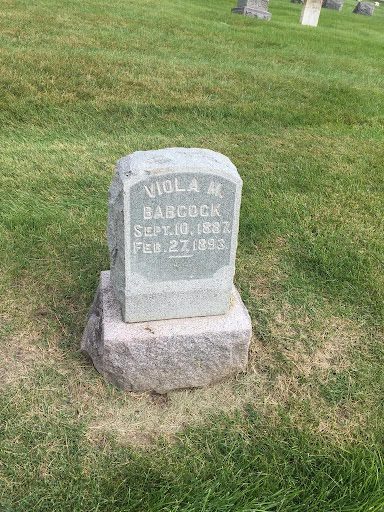 VIOLA M.
BABCOCK
SEPT. 10, 1887.
FEB. 27, 1893.